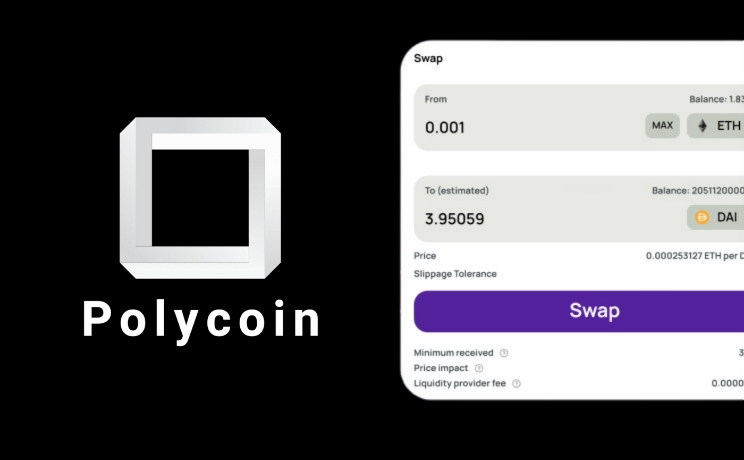 Polycoin
Swap
From
Balance: 1.83
0.001
MAX
ETH
To (estimated)
Balance: 2051120000
3.95059
DAI
Price
0.000253127 ETH per D
Slippage Tolerance
Swap
Minimum received
3
Price impact
Liquidity provider fee
0.0000